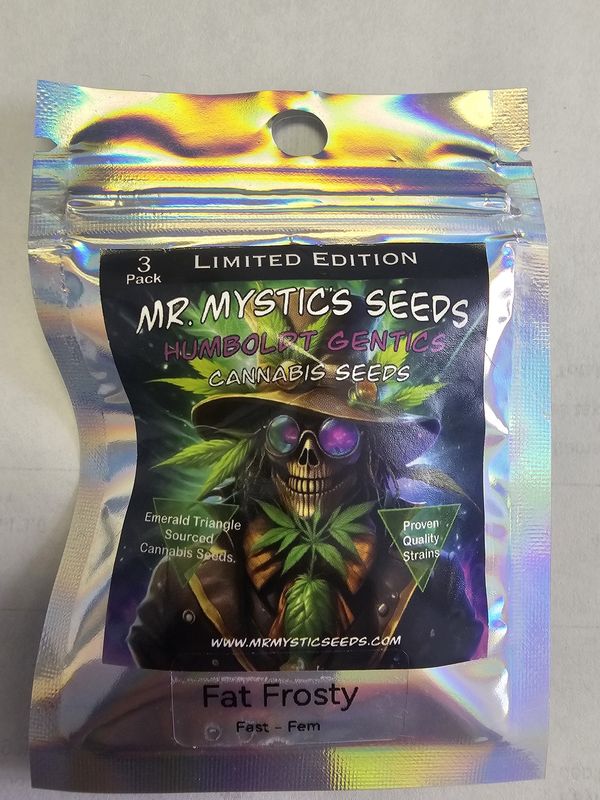 3
Pack
LIMITED EDITION
MR. MYSTIC'S SEEDS
HUMBOLDT GENTICS
CANNABIS SEEDS
Emerald Triangle
Sourced
Cannabis Seeds.
Proven
Quality
Strains
WWW.MRMYSTICSEEDS.COM
Fat Frosty
Fast - Fem